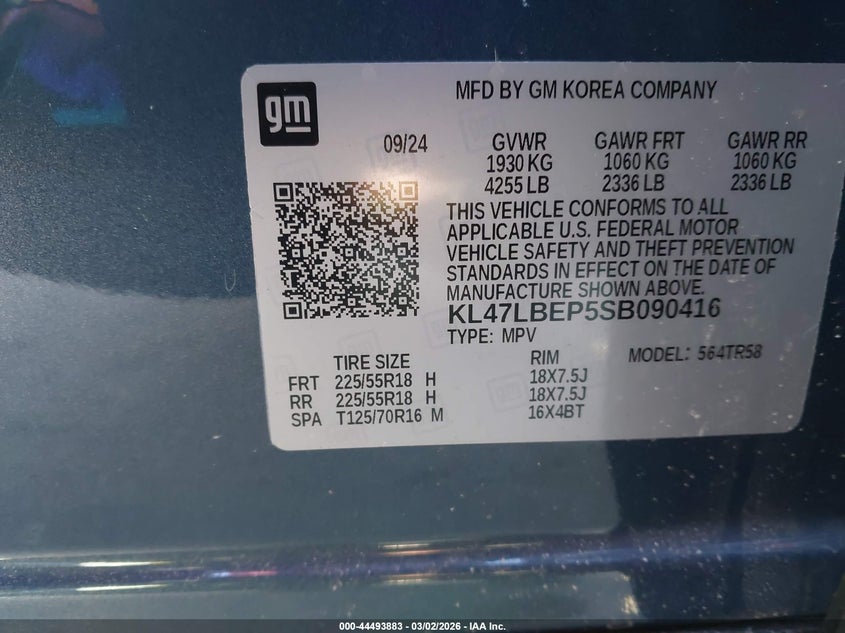 gm
MFD BY GM KOREA COMPANY
09/24
GVWR GAWR FRT GAWR RR
1930 KG 1060 KG 1060 KG
4255 LB 2336 LB 2336 LB
THIS VEHICLE CONFORMS TO ALL
APPLICABLE U.S. FEDERAL MOTOR
VEHICLE SAFETY AND THEFT PREVENTION
STANDARDS IN EFFECT ON THE DATE OF
MANUFACTURE SHOWN ABOVE.
KL47LBEP5SB090416
TYPE: MPV
MODEL: 564TR58
TIRE SIZE RIM
FRT 225/55R18 H 18X7.5J
RR 225/55R18 H 18X7.5J
SPA T125/70R16 M 16X4BT
000-44493883 - 03/02/2026 - IAA Inc.